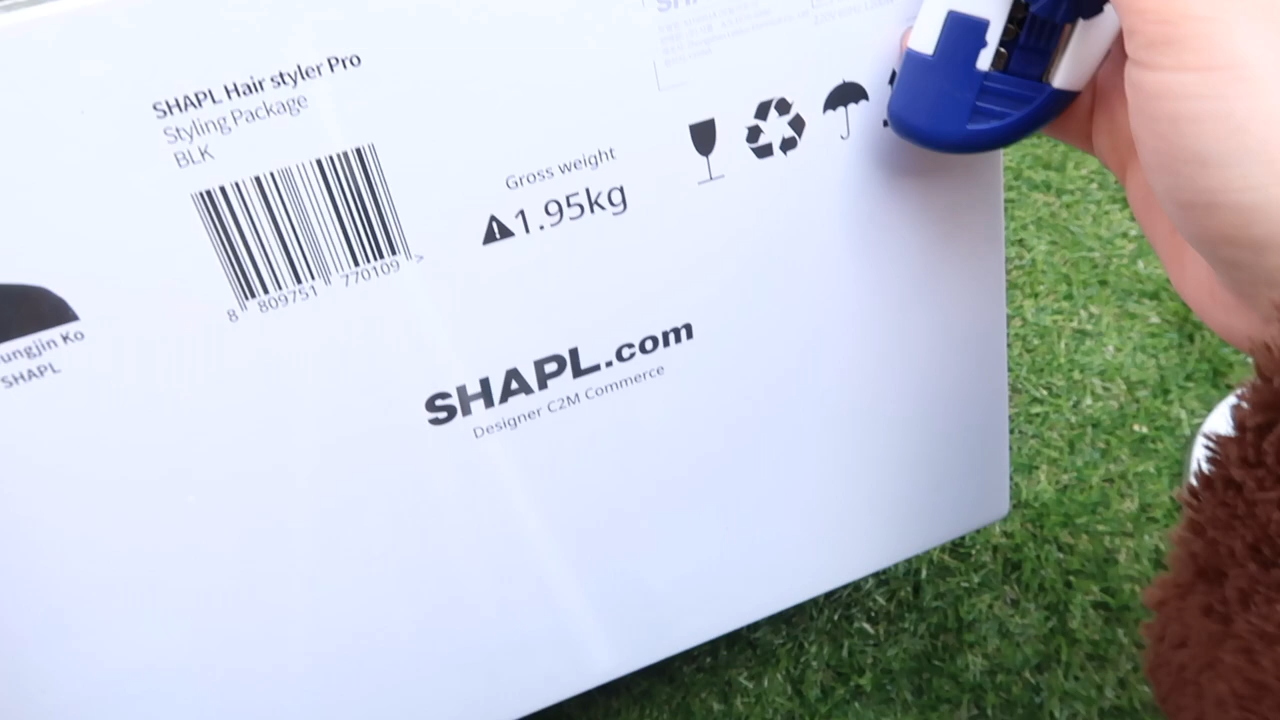 SHAPL Hair styler Pro
Styling Package
BLK
8 809751 770109 >
Gross weight
1.95kg
Ko
SHAPL
SHAPL.com
Designer C2M Commerce